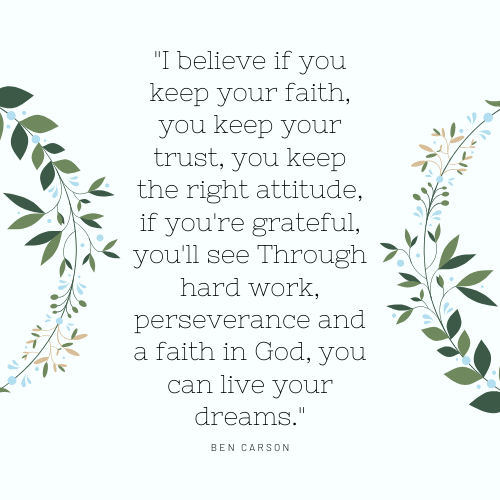 "I believe if you
keep your faith,
you keep your
trust, you keep
the right attitude,
if you're grateful,
you'll see Through
hard work,
perseverance and
a faith in God, you
can live your
dreams."
BEN CARSON